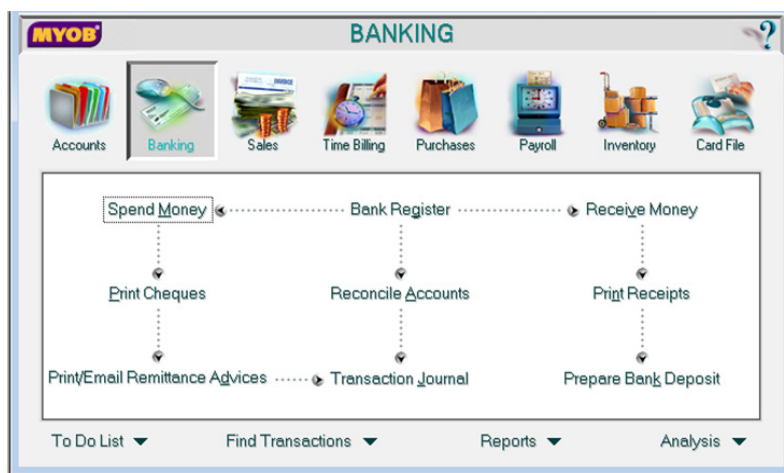 MYOB BANKING ?
Accounts Banking Sales Time Billing Purchases Payroll Inventory Card File
Spend Money Bank Register Receive Money
Print Cheques Reconcile Accounts Print Receipts
Print/Email Remittance Advices Transaction Journal Prepare Bank Deposit
To Do List Find Transactions Reports Analysis